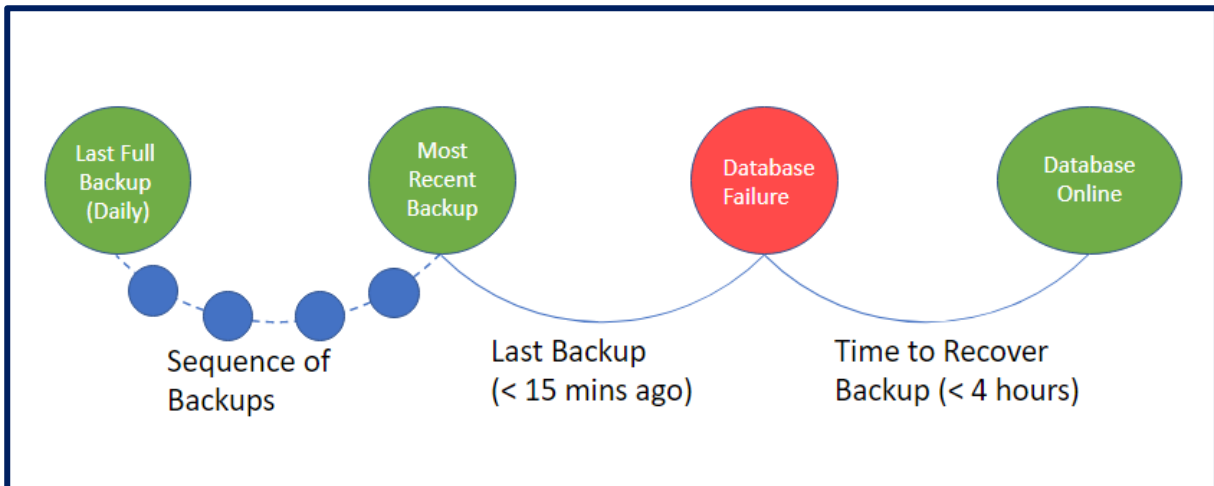 Last Full
Backup
(Daily)
Most
Recent
Backup
Database
Failure
Database
Online
Sequence of
Backups
Last Backup
(< 15 mins ago)
Time to Recover
Backup (< 4 hours)